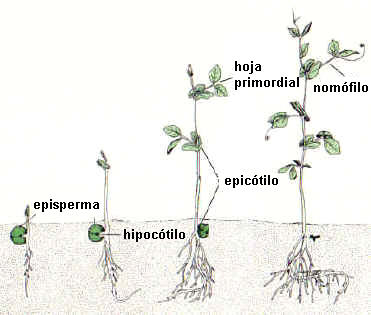 hoja
primordial
nomófilo
epicótilo
episperma
hipocótilo